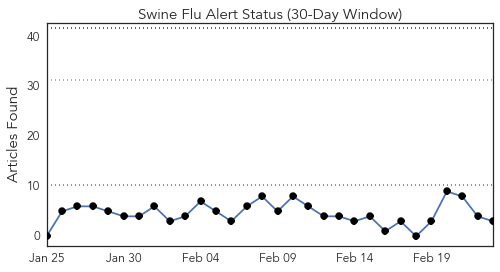 Swine Flu Alert Status (30-Day Window)
Articles Found
40
30
20
10
0
Jan 25
Jan 30
Feb 04
Feb 09
Feb 14
Feb 19